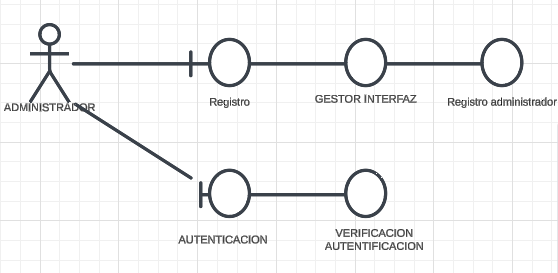 ADMINISTRADOR
Registro
GESTOR INTERFAZ
Registro administrador
AUTENTICACION
VERIFICACION
AUTENTIFICACION